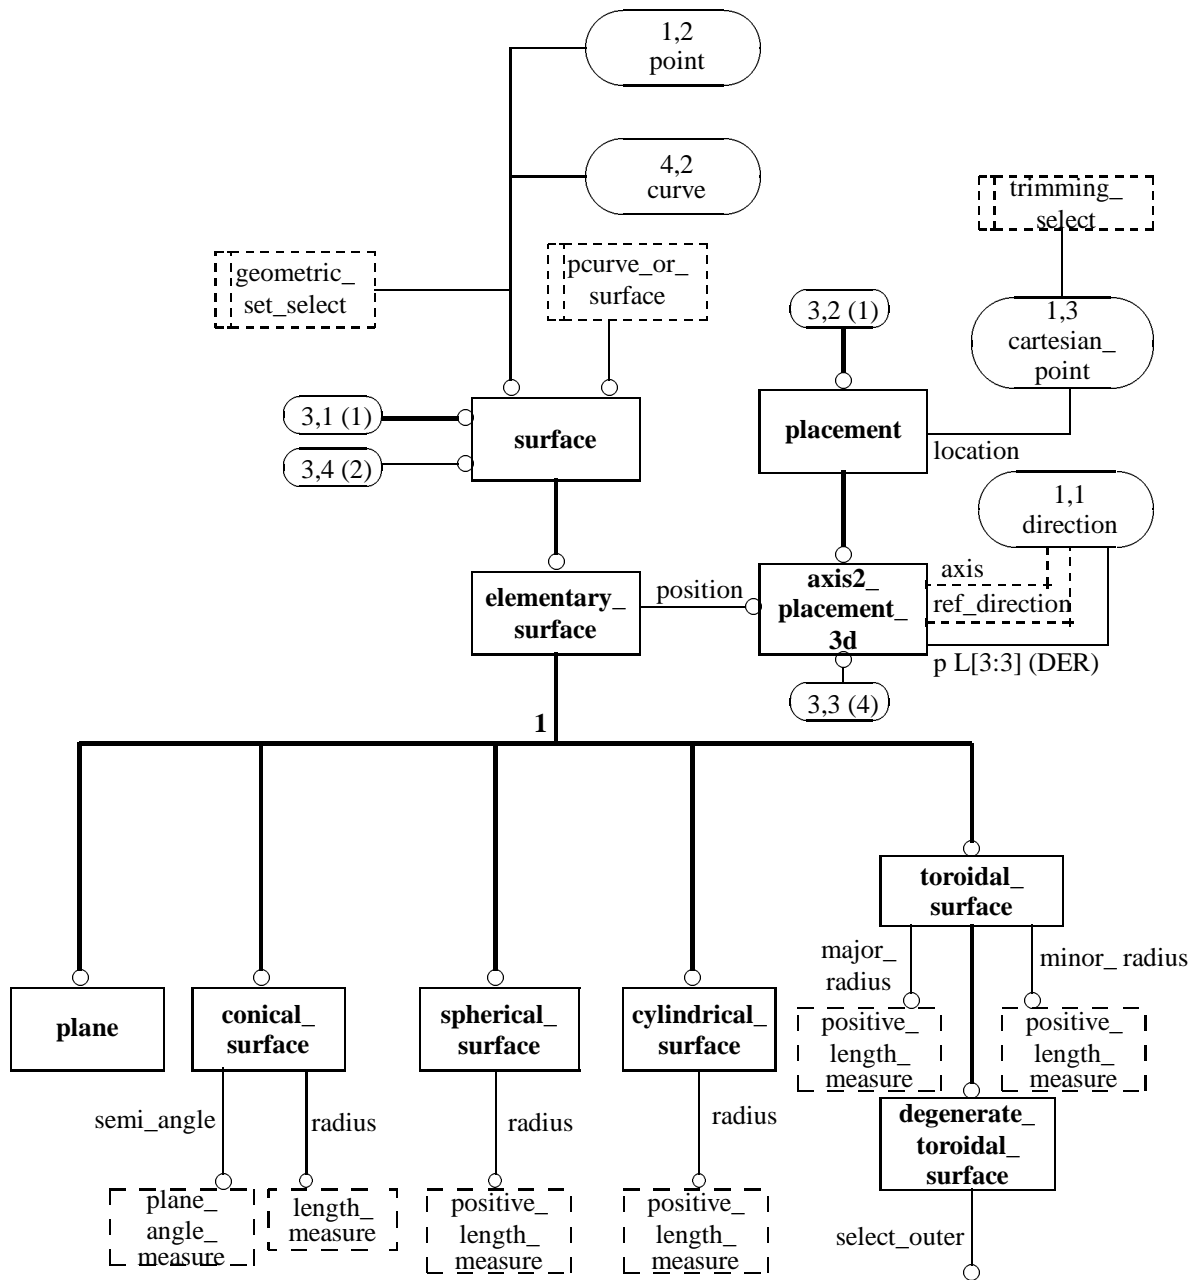 1,2
point
4,2
curve
trimming_
select
geometric_
set_select
pcurve_or_
surface
3,2 (1)
1,3
cartesian_
point
3,1 (1)
surface
placement
location
3,4 (2)
1,1
direction
elementary_
surface
position
axis2_
placement_
3d
axis
ref_direction
p L[3:3] (DER)
3,3 (4)
1
toroidal_
surface
major_
radius
minor_ radius
plane
conical_
surface
spherical_
surface
cylindrical_
surface
positive_
length_
measure
positive_
length_
measure
semi_angle
radius
radius
radius
degenerate_
toroidal_
surface
plane_
angle_
measure
length_
measure
positive_
length_
measure
positive_
length_
measure
select_outer